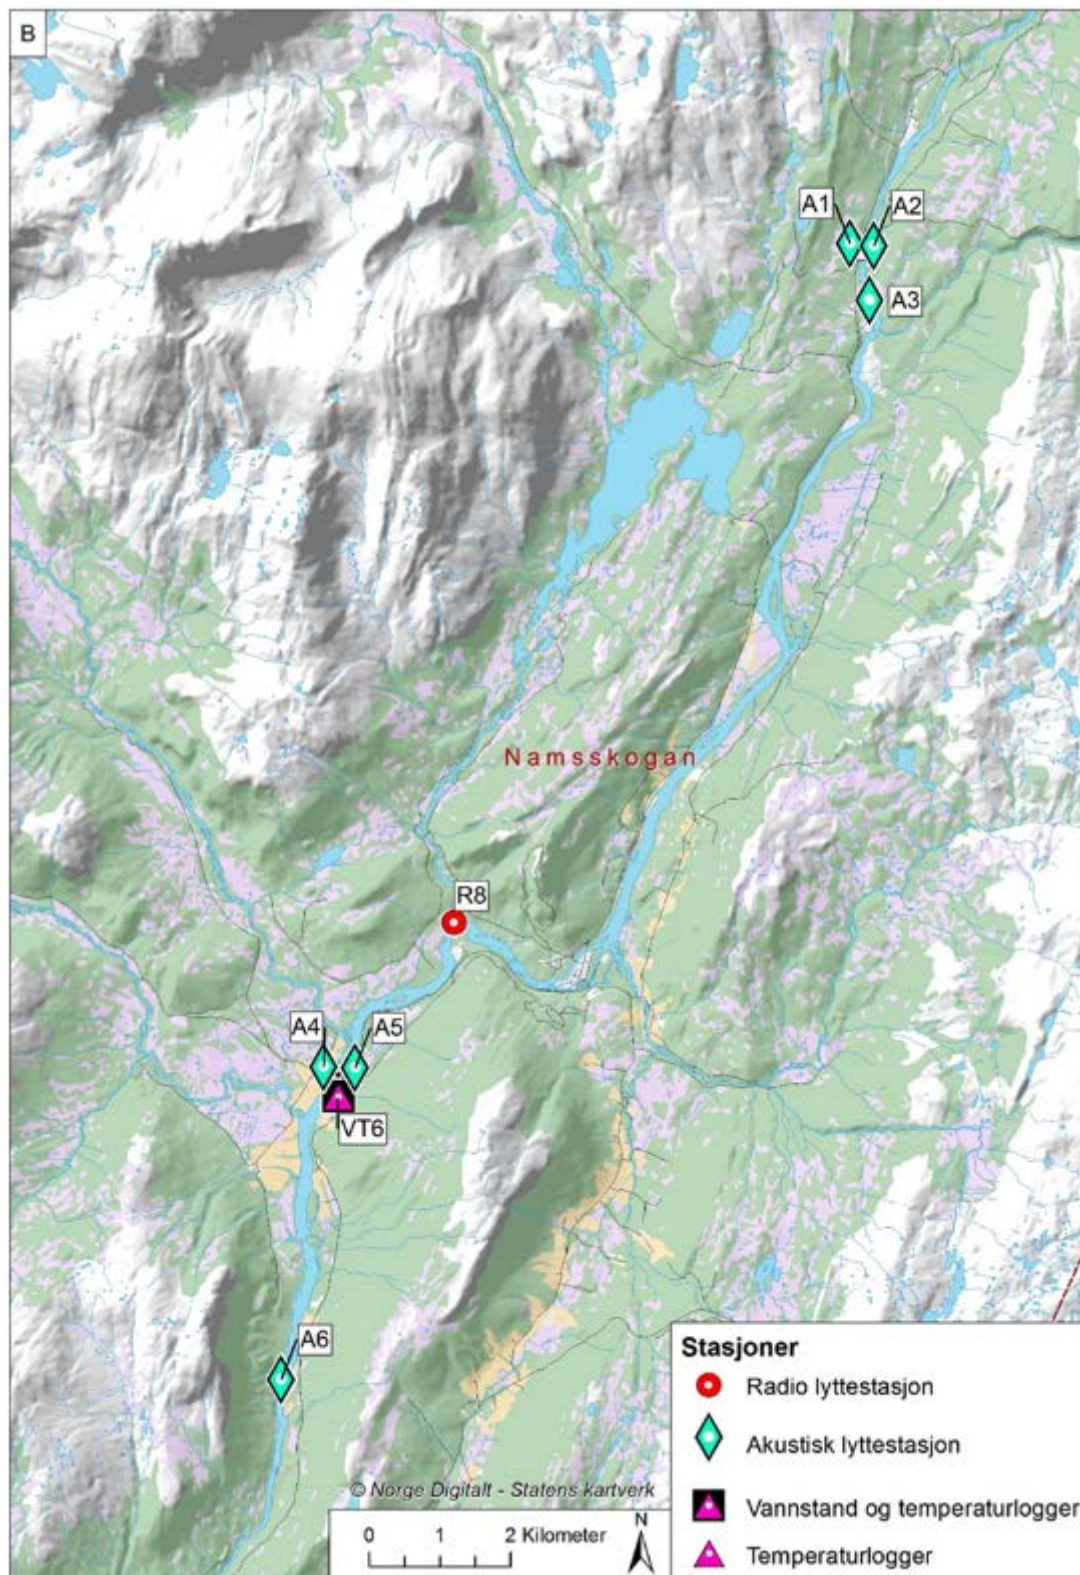 B
A1
A2
A3
Namsskogan
R8
A4
A5
VT6
A6
Stasjoner
Radio lyttestasjon
Akustisk lyttestasjon
Vannstand og temperaturlogger
Temperaturlogger
© Norge Digitalt - Statens kartverk
0 1 2 Kilometer
N